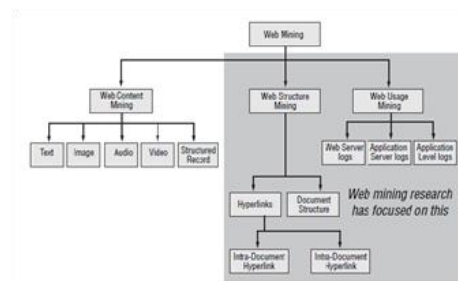 Web Mining
Web Content
Mining
Web Structure
Mining
Web Usage
Mining
Text
Image
Audio
Video
Structured
Record
Web Server
logs
Application
Server logs
Application
Level logs
Hyperlinks
Document
Structure
Web mining research
has focused on this
Intra-Document
Hyperlink
Intra-Document
Hyperlink